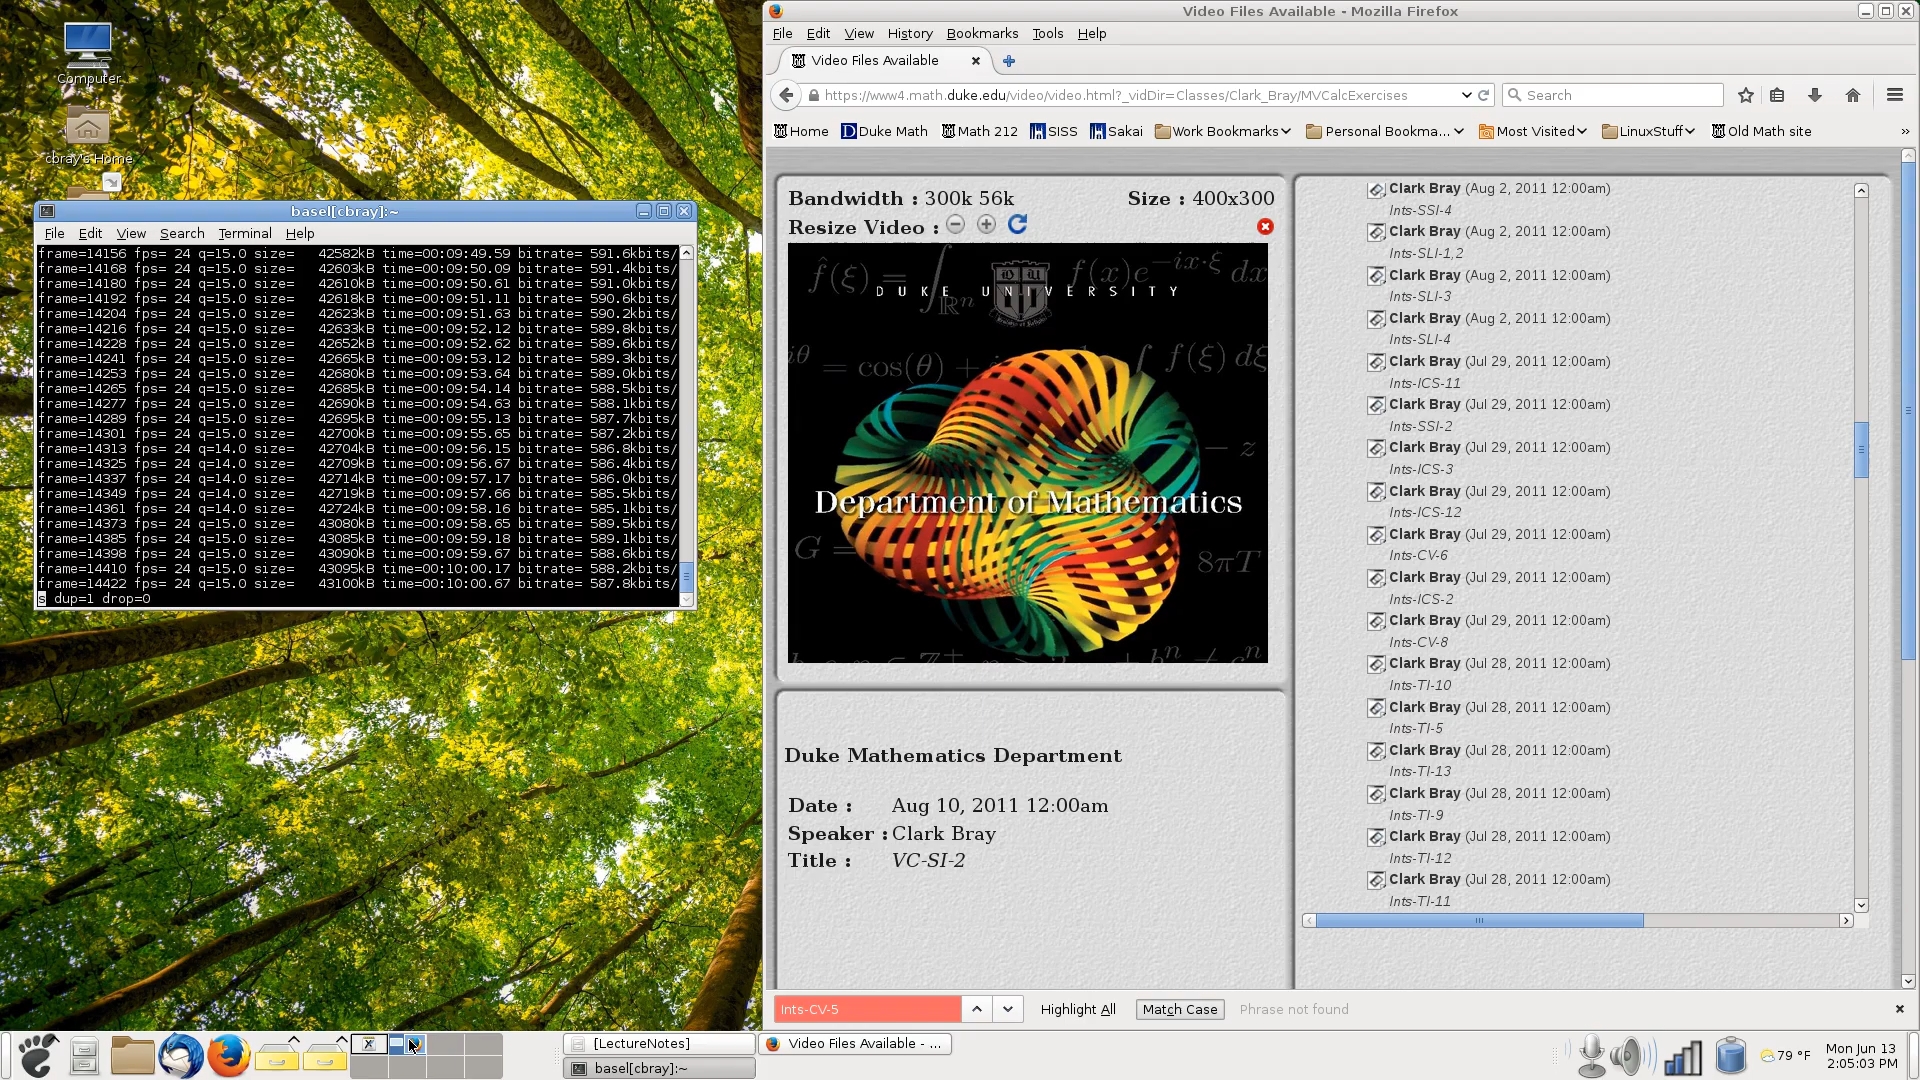 Computer
cbray's Home
basel[cbray]:~
File Edit View Search Terminal Help
frame=14156 fps= 24 q=15.0 size=   42582kB time=00:09:49.59 bitrate= 591.6kbits/
frame=14168 fps= 24 q=15.0 size=   42603kB time=00:09:50.09 bitrate= 591.4kbits/
frame=14180 fps= 24 q=15.0 size=   42610kB time=00:09:50.61 bitrate= 591.0kbits/
frame=14192 fps= 24 q=15.0 size=   42618kB time=00:09:51.11 bitrate= 590.6kbits/
frame=14204 fps= 24 q=15.0 size=   42623kB time=00:09:51.63 bitrate= 590.2kbits/
frame=14216 fps= 24 q=15.0 size=   42633kB time=00:09:52.12 bitrate= 589.8kbits/
frame=14228 fps= 24 q=15.0 size=   42652kB time=00:09:52.62 bitrate= 589.6kbits/
frame=14241 fps= 24 q=15.0 size=   42665kB time=00:09:53.12 bitrate= 589.3kbits/
frame=14253 fps= 24 q=15.0 size=   42680kB time=00:09:53.64 bitrate= 589.0kbits/
frame=14265 fps= 24 q=15.0 size=   42685kB time=00:09:54.14 bitrate= 588.5kbits/
frame=14277 fps= 24 q=15.0 size=   42690kB time=00:09:54.63 bitrate= 588.1kbits/
frame=14289 fps= 24 q=15.0 size=   42695kB time=00:09:55.13 bitrate= 587.7kbits/
frame=14301 fps= 24 q=15.0 size=   42700kB time=00:09:55.65 bitrate= 587.2kbits/
frame=14313 fps= 24 q=14.0 size=   42704kB time=00:09:56.15 bitrate= 586.8kbits/
frame=14325 fps= 24 q=14.0 size=   42709kB time=00:09:56.67 bitrate= 586.4kbits/
frame=14337 fps= 24 q=14.0 size=   42714kB time=00:09:57.17 bitrate= 586.0kbits/
frame=14349 fps= 24 q=14.0 size=   42719kB time=00:09:57.66 bitrate= 585.5kbits/
frame=14361 fps= 24 q=14.0 size=   42724kB time=00:09:58.16 bitrate= 585.1kbits/
frame=14373 fps= 24 q=15.0 size=   43080kB time=00:09:58.65 bitrate= 589.5kbits/
frame=14385 fps= 24 q=15.0 size=   43085kB time=00:09:59.18 bitrate= 589.1kbits/
frame=14398 fps= 24 q=15.0 size=   43090kB time=00:09:59.67 bitrate= 588.6kbits/
frame=14410 fps= 24 q=15.0 size=   43095kB time=00:10:00.17 bitrate= 588.2kbits/
frame=14422 fps= 24 q=15.0 size=   43100kB time=00:10:00.67 bitrate= 587.8kbits/
s dup=1 drop=0
Video Files Available - Mozilla Firefox
File Edit View History Bookmarks Tools Help
Video Files Available
https://www4.math.duke.edu/video/video.html?_vidDir=Classes/Clark_Bray/MVCalcExercises
Search
Home Duke Math Math 212 SISS Sakai Work Bookmarks Personal Bookma... Most Visited LinuxStuff Old Math site »
Bandwidth : 300k 56k Size : 400x300
Resize Video :
f̂(ξ) = ∫ℝn f(x)e−ix·ξ dx
DUKE UNIVERSITY
iθ = cos(θ) + i
∫ f(ξ) dξ
− z
Department of Mathematics
G = 8πT
Duke Mathematics Department
Date : Aug 10, 2011 12:00am
Speaker : Clark Bray
Title : VC-SI-2
Clark Bray (Aug 2, 2011 12:00am)
Ints-SSI-4
Clark Bray (Aug 2, 2011 12:00am)
Ints-SLI-1,2
Clark Bray (Aug 2, 2011 12:00am)
Ints-SLI-3
Clark Bray (Aug 2, 2011 12:00am)
Ints-SLI-4
Clark Bray (Jul 29, 2011 12:00am)
Ints-ICS-11
Clark Bray (Jul 29, 2011 12:00am)
Ints-SSI-2
Clark Bray (Jul 29, 2011 12:00am)
Ints-ICS-3
Clark Bray (Jul 29, 2011 12:00am)
Ints-ICS-12
Clark Bray (Jul 29, 2011 12:00am)
Ints-CV-6
Clark Bray (Jul 29, 2011 12:00am)
Ints-ICS-2
Clark Bray (Jul 29, 2011 12:00am)
Ints-CV-8
Clark Bray (Jul 28, 2011 12:00am)
Ints-TI-10
Clark Bray (Jul 28, 2011 12:00am)
Ints-TI-5
Clark Bray (Jul 28, 2011 12:00am)
Ints-TI-13
Clark Bray (Jul 28, 2011 12:00am)
Ints-TI-9
Clark Bray (Jul 28, 2011 12:00am)
Ints-TI-12
Clark Bray (Jul 28, 2011 12:00am)
Ints-TI-11
Ints-CV-5 Highlight All Match Case Phrase not found
[LectureNotes]
Video Files Available - ...
basel[cbray]:~
79 °F
Mon Jun 13
2:05:03 PM